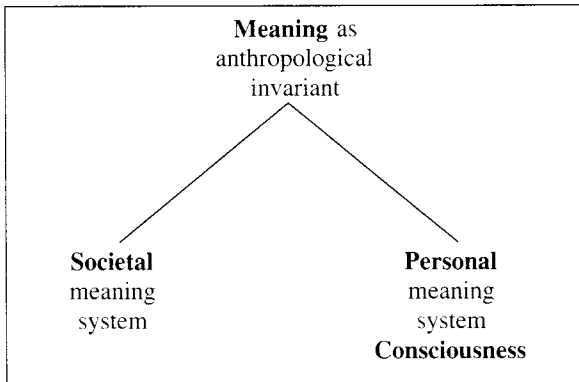 Meaning as
anthropological
invariant
Societal
meaning
system
Personal
meaning
system
Consciousness